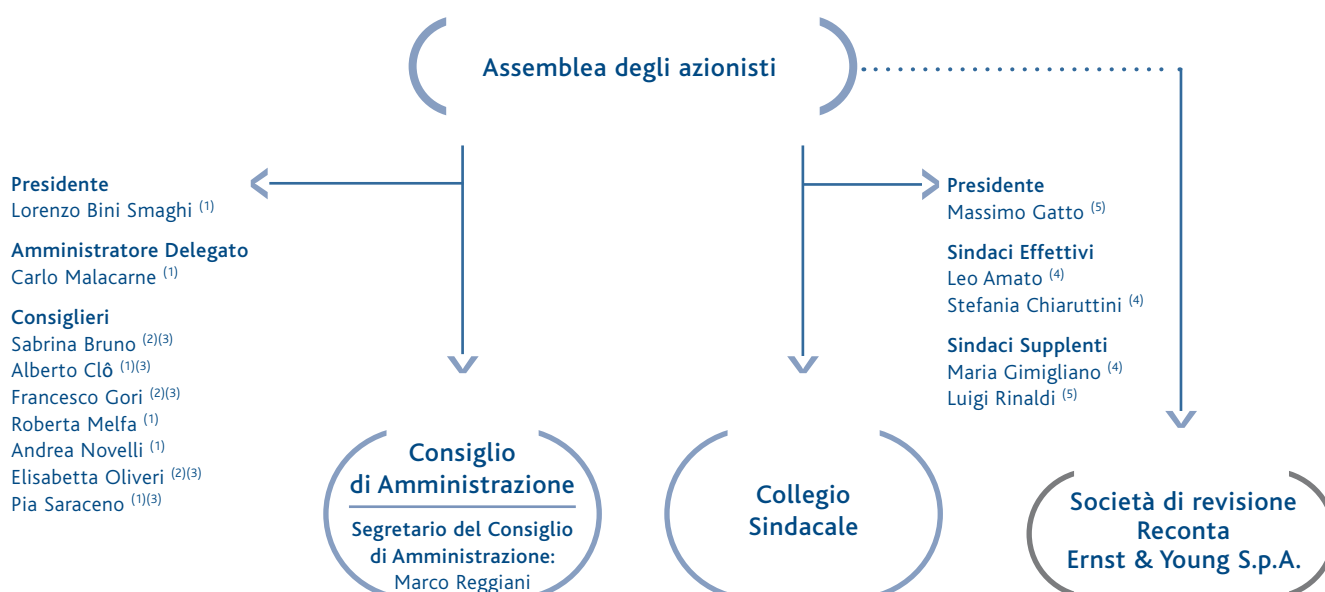 Assemblea degli azionisti
Presidente
Lorenzo Bini Smaghi (1)
Amministratore Delegato
Carlo Malacarne (1)
Consiglieri
Sabrina Bruno (2)(3)
Alberto Clô (1)(3)
Francesco Gori (2)(3)
Roberta Melfa (1)
Andrea Novelli (1)
Elisabetta Oliveri (2)(3)
Pia Saraceno (1)(3)
Presidente
Massimo Gatto (5)
Sindaci Effettivi
Leo Amato (4)
Stefania Chiaruttini (4)
Sindaci Supplenti
Maria Gimigliano (4)
Luigi Rinaldi (5)
Consiglio
di Amministrazione
Segretario del Consiglio
di Amministrazione:
Marco Reggiani
Collegio
Sindacale
Società di revisione
Reconta
Ernst & Young S.p.A.